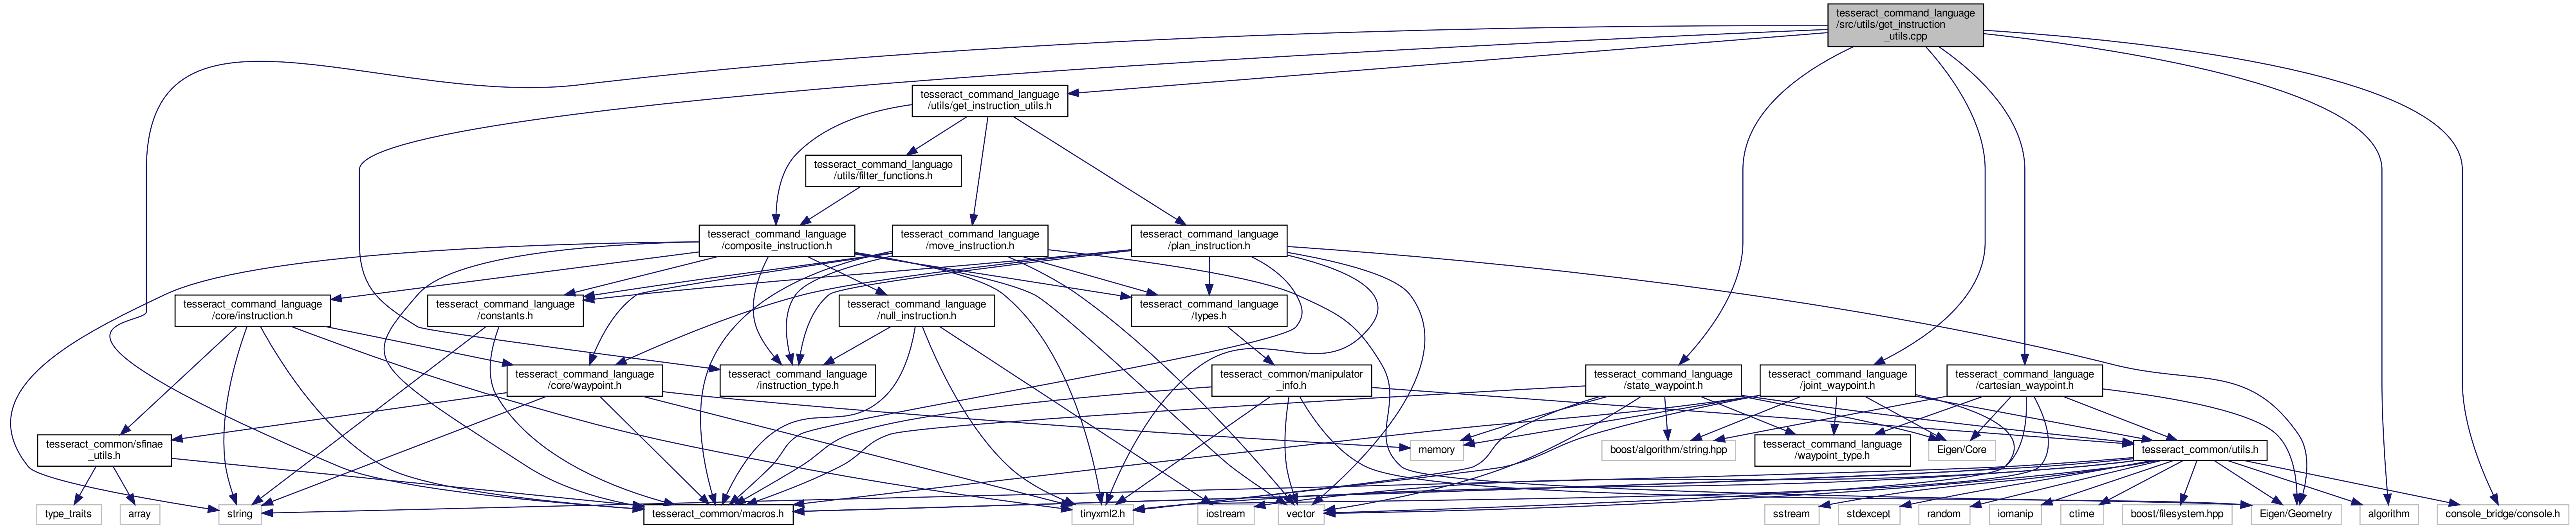 tesseract_command_language
/src/utils/get_instruction
_utils.cpp
tesseract_command_language
/utils/get_instruction_utils.h
tesseract_command_language
/utils/filter_functions.h
tesseract_command_language
/composite_instruction.h
tesseract_command_language
/move_instruction.h
tesseract_command_language
/plan_instruction.h
tesseract_command_language
/core/instruction.h
tesseract_command_language
/constants.h
tesseract_command_language
/null_instruction.h
tesseract_command_language
/types.h
tesseract_command_language
/core/waypoint.h
tesseract_command_language
/instruction_type.h
tesseract_common/manipulator
_info.h
tesseract_command_language
/state_waypoint.h
tesseract_command_language
/joint_waypoint.h
tesseract_command_language
/cartesian_waypoint.h
tesseract_common/sfinae
_utils.h
memory
boost/algorithm/string.hpp
tesseract_command_language
/waypoint_type.h
Eigen/Core
tesseract_common/utils.h
type_traits
array
string
tesseract_common/macros.h
tinyxml2.h
iostream
vector
sstream
stdexcept
random
iomanip
ctime
boost/filesystem.hpp
Eigen/Geometry
algorithm
console_bridge/console.h